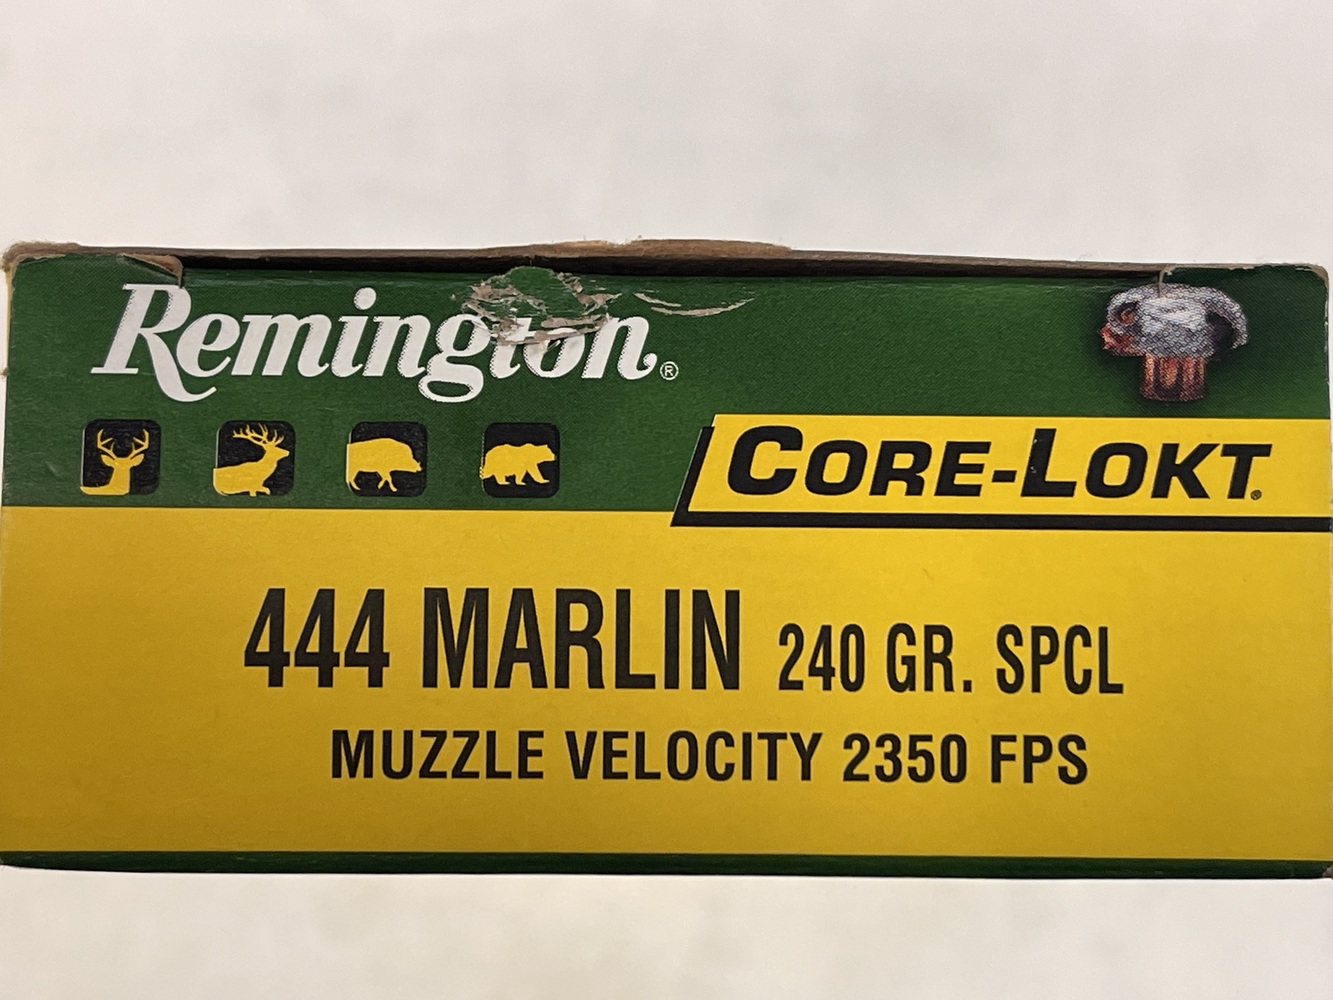 Remington®
CORE-LOKT®
444 MARLIN 240 GR. SPCL
MUZZLE VELOCITY 2350 FPS